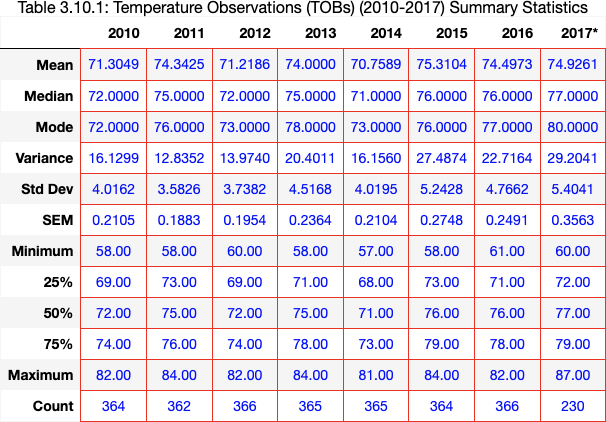 Table 3.10.1: Temperature Observations (TOBs) (2010-2017) Summary Statistics
2010 2011 2012 2013 2014 2015 2016 2017*
Mean 71.3049 74.3425 71.2186 74.0000 70.7589 75.3104 74.4973 74.9261
Median 72.0000 75.0000 72.0000 75.0000 71.0000 76.0000 76.0000 77.0000
Mode 72.0000 76.0000 73.0000 78.0000 73.0000 76.0000 77.0000 80.0000
Variance 16.1299 12.8352 13.9740 20.4011 16.1560 27.4874 22.7164 29.2041
Std Dev 4.0162 3.5826 3.7382 4.5168 4.0195 5.2428 4.7662 5.4041
SEM 0.2105 0.1883 0.1954 0.2364 0.2104 0.2748 0.2491 0.3563
Minimum 58.00 58.00 60.00 58.00 57.00 58.00 61.00 60.00
25% 69.00 73.00 69.00 71.00 68.00 73.00 71.00 72.00
50% 72.00 75.00 72.00 75.00 71.00 76.00 76.00 77.00
75% 74.00 76.00 74.00 78.00 73.00 79.00 78.00 79.00
Maximum 82.00 84.00 82.00 84.00 81.00 84.00 82.00 87.00
Count 364 362 366 365 365 364 366 230